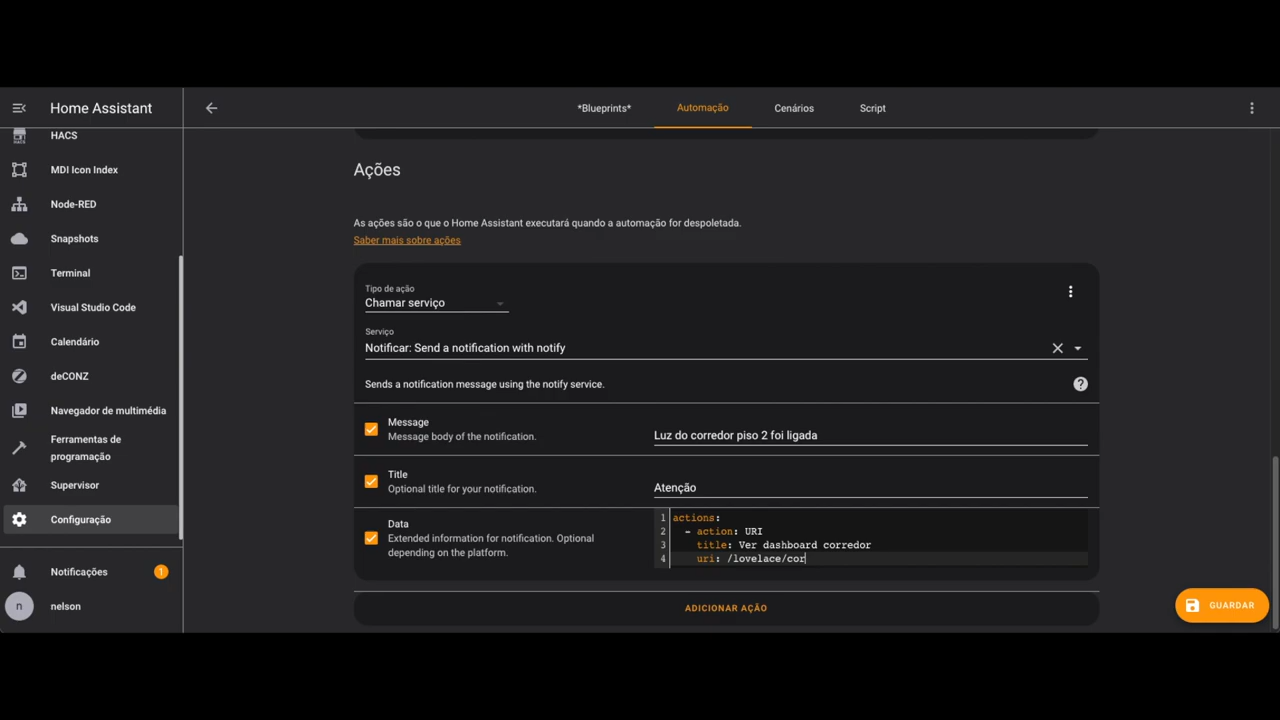 Home Assistant
*Blueprints*
Automação
Cenários
Script
HACS
HACS
MDI Icon Index
Node-RED
Snapshots
Terminal
Visual Studio Code
Calendário
deCONZ
Navegador de multimédia
Ferramentas de
programação
Supervisor
Configuração
Notificações
1
n
nelson
Ações
As ações são o que o Home Assistant executará quando a automação for despoletada.
Saber mais sobre ações
Tipo de ação
Chamar serviço
Serviço
Notificar: Send a notification with notify
Sends a notification message using the notify service.
Message
Message body of the notification.
Luz do corredor piso 2 foi ligada
Title
Optional title for your notification.
Atenção
Data
Extended information for notification. Optional
depending on the platform.
1 actions:
2 - action: URI
3 title: Ver dashboard corredor
4 uri: /lovelace/cor
ADICIONAR AÇÃO
GUARDAR